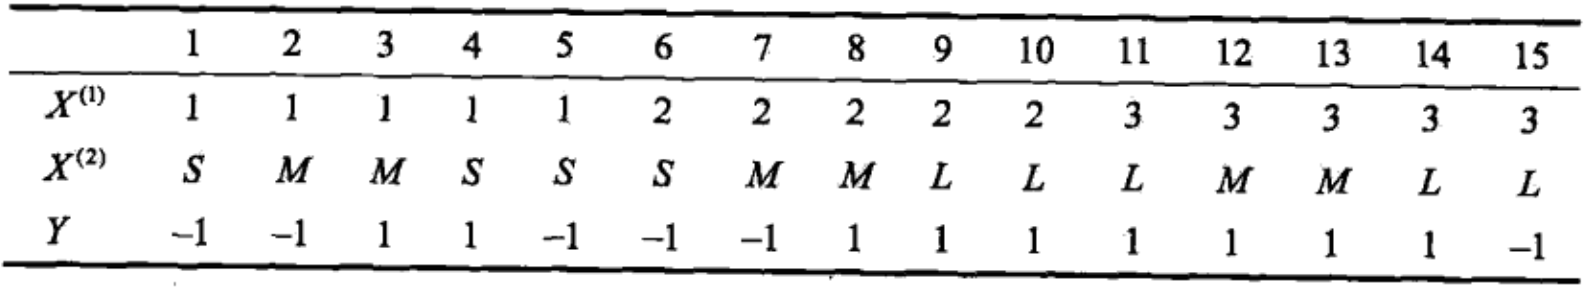 1 2 3 4 5 6 7 8 9 10 11 12 13 14 15
X(1) 1 1 1 1 1 2 2 2 2 2 3 3 3 3 3
X(2) S M M S S S M M L L L M M L L
Y –1 –1 1 1 –1 –1 –1 1 1 1 1 1 1 1 –1